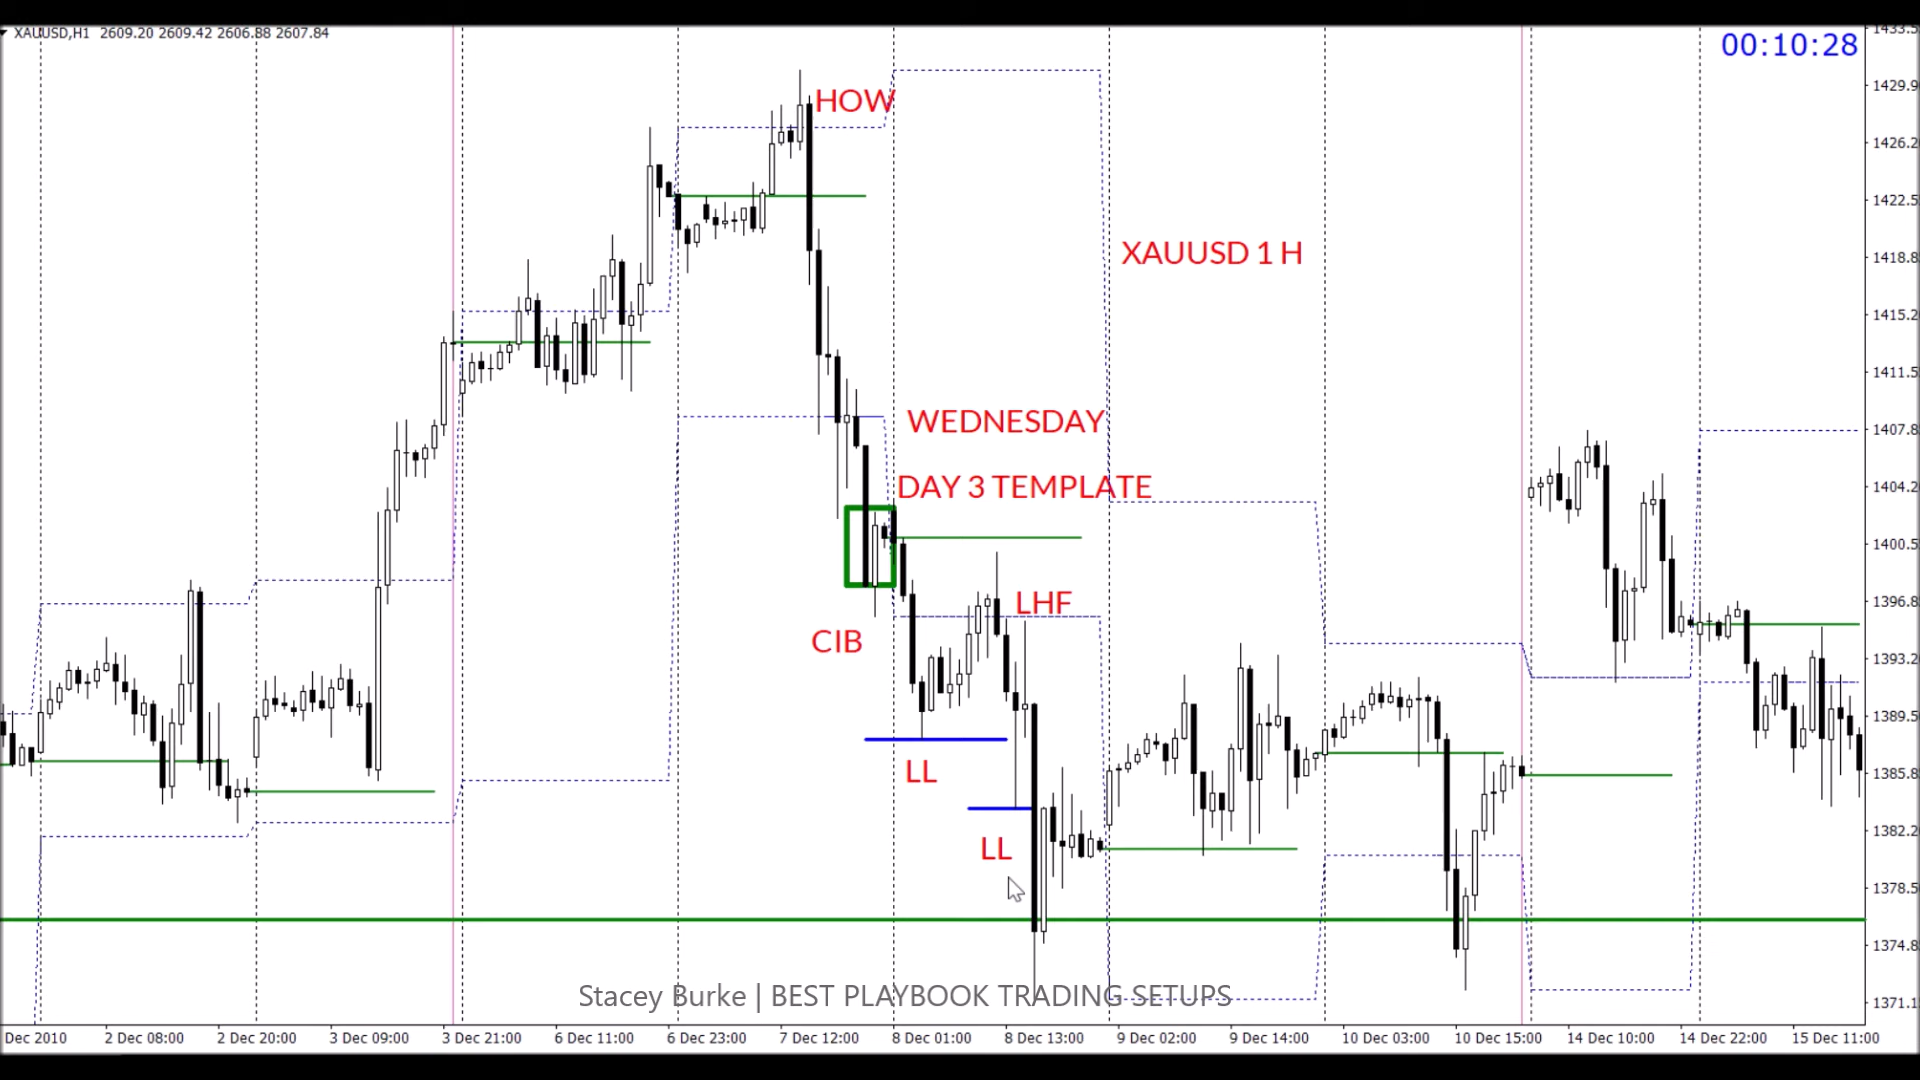 XAUUSD,H1 2609.20 2609.42 2606.88 2607.84
00:10:28
HOW
XAUUSD 1 H
WEDNESDAY
DAY 3 TEMPLATE
LHF
CIB
LL
LL
Stacey Burke | BEST PLAYBOOK TRADING SETUPS
1433.5
1429.9
1426.2
1422.5
1418.8
1415.2
1411.5
1407.8
1404.2
1400.5
1396.8
1393.2
1389.5
1385.8
1382.2
1378.5
1374.8
1371.1
Dec 2010 2 Dec 08:00 2 Dec 20:00 3 Dec 09:00 3 Dec 21:00 6 Dec 11:00 6 Dec 23:00 7 Dec 12:00 8 Dec 01:00 8 Dec 13:00 9 Dec 02:00 9 Dec 14:00 10 Dec 03:00 10 Dec 15:00 14 Dec 10:00 14 Dec 22:00 15 Dec 11:00